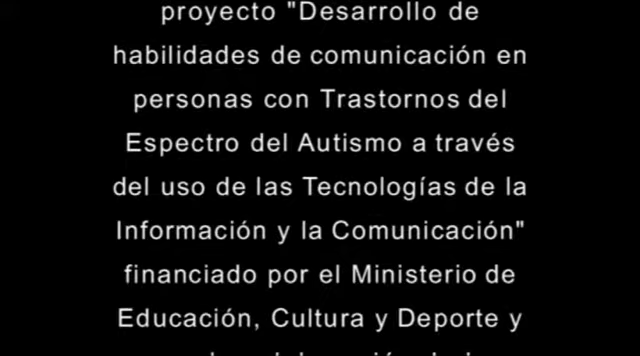 proyecto "Desarrollo de
habilidades de comunicación en
personas con Trastornos del
Espectro del Autismo a través
del uso de las Tecnologías de la
Información y la Comunicación"
financiado por el Ministerio de
Educación, Cultura y Deporte y